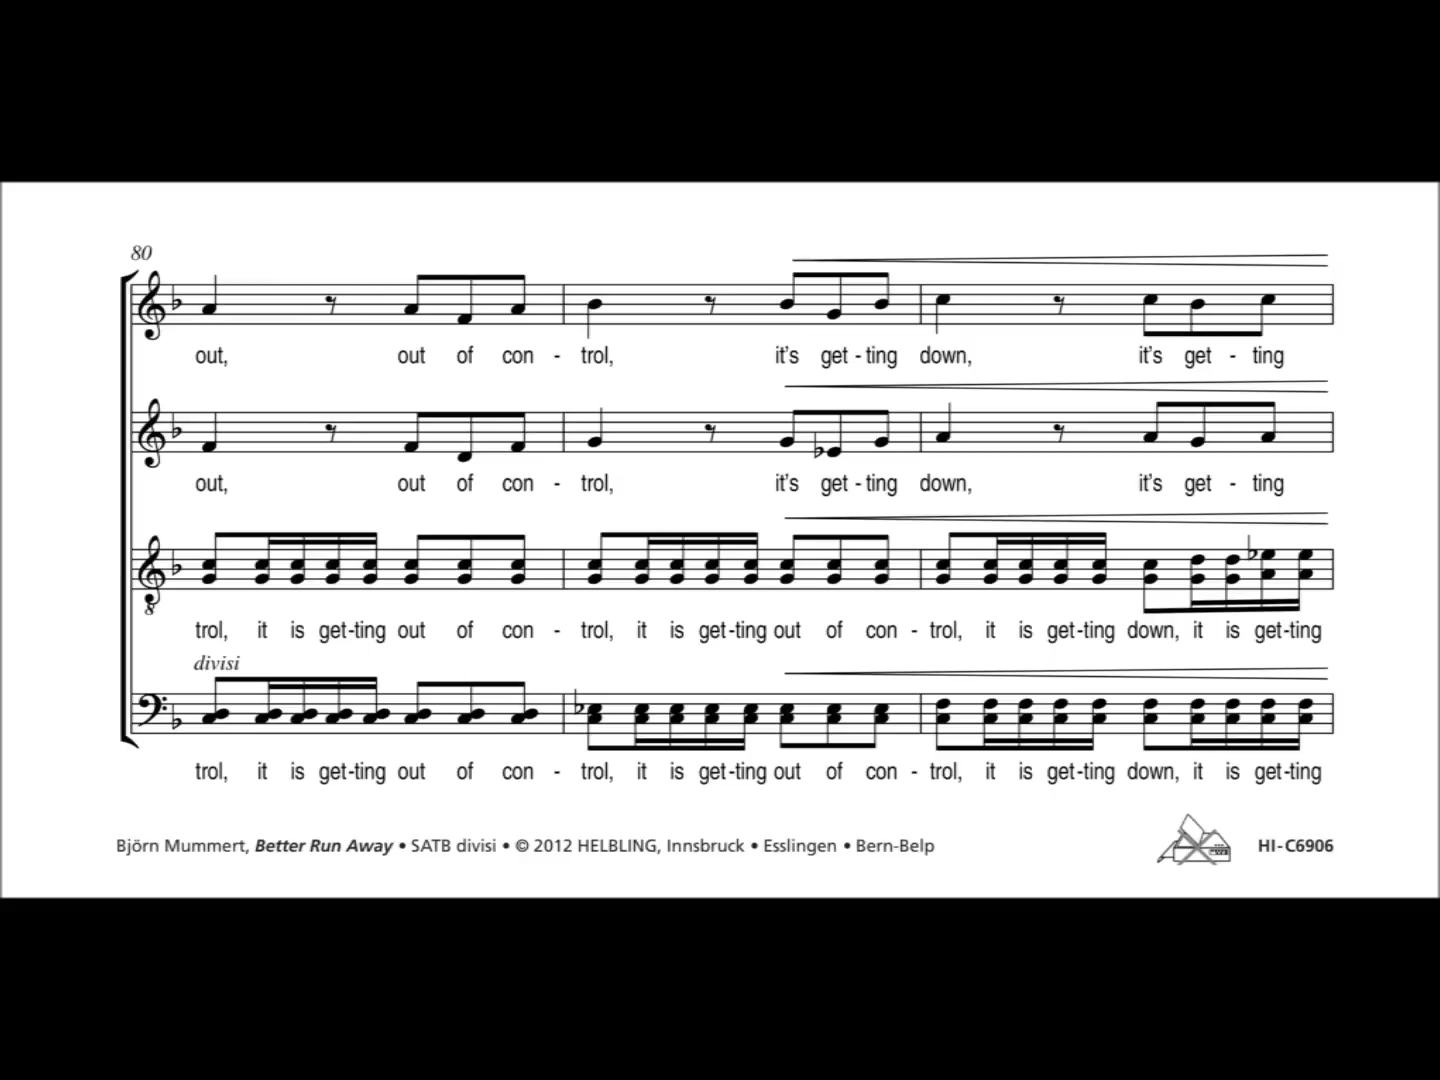 80
out, out of con - trol, it's get - ting down, it's get - ting
out, out of con - trol, it's get - ting down, it's get - ting
8
trol, it is get-ting out of con - trol, it is get-ting out of con - trol, it is get-ting down, it is get-ting
divisi
trol, it is get-ting out of con - trol, it is get-ting out of con - trol, it is get-ting down, it is get-ting
Björn Mummert, Better Run Away • SATB divisi • © 2012 HELBLING, Innsbruck • Esslingen • Bern-Belp HI-C6906